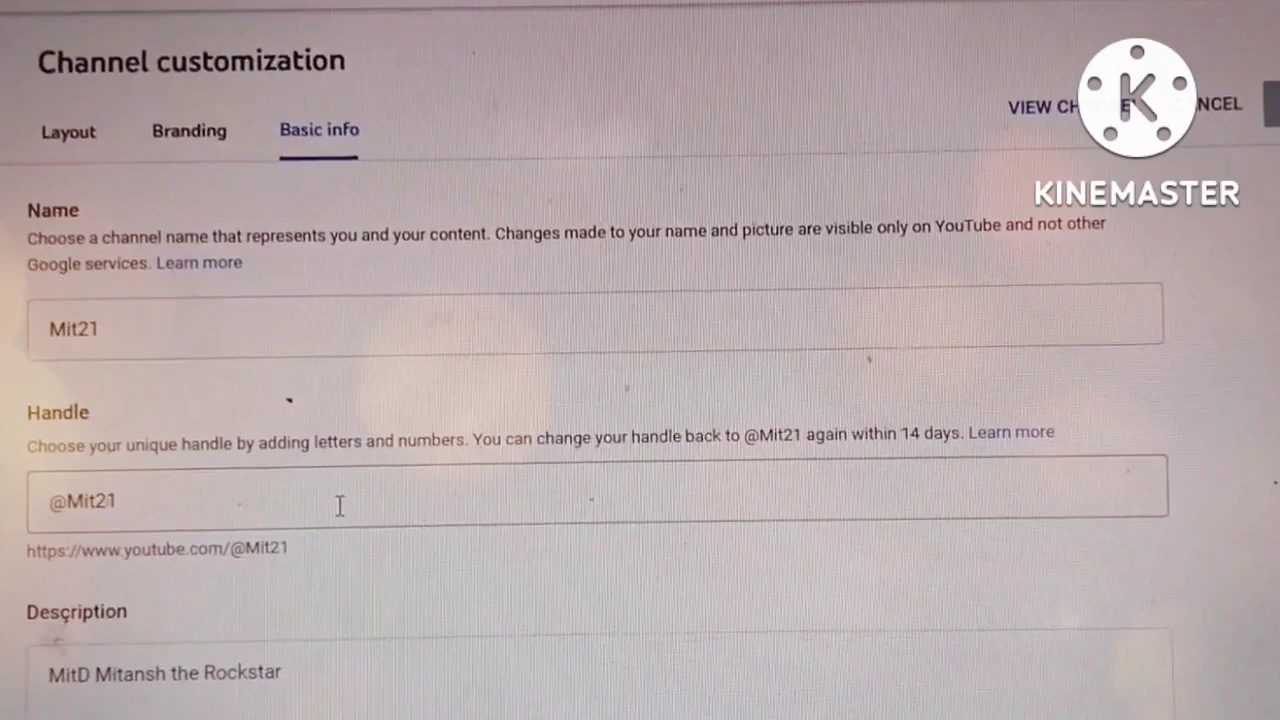 Channel customization
Layout Branding Basic info
VIEW CH
NCEL
K
KINEMASTER
Name
Choose a channel name that represents you and your content. Changes made to your name and picture are visible only on YouTube and not other
Google services. Learn more
Mit21
Handle
Choose your unique handle by adding letters and numbers. You can change your handle back to @Mit21 again within 14 days. Learn more
@Mit21
https://www.youtube.com/@Mit21
Description
MitD Mitansh the Rockstar